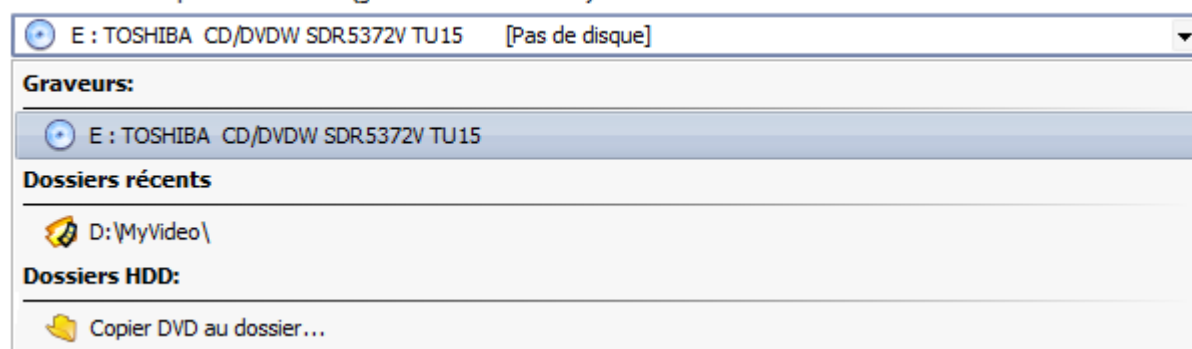 E : TOSHIBA CD/DVDW SDR5372V TU15 [Pas de disque]
Graveurs:
E : TOSHIBA CD/DVDW SDR5372V TU15
Dossiers récents
D:\MyVideo\
Dossiers HDD:
Copier DVD au dossier...